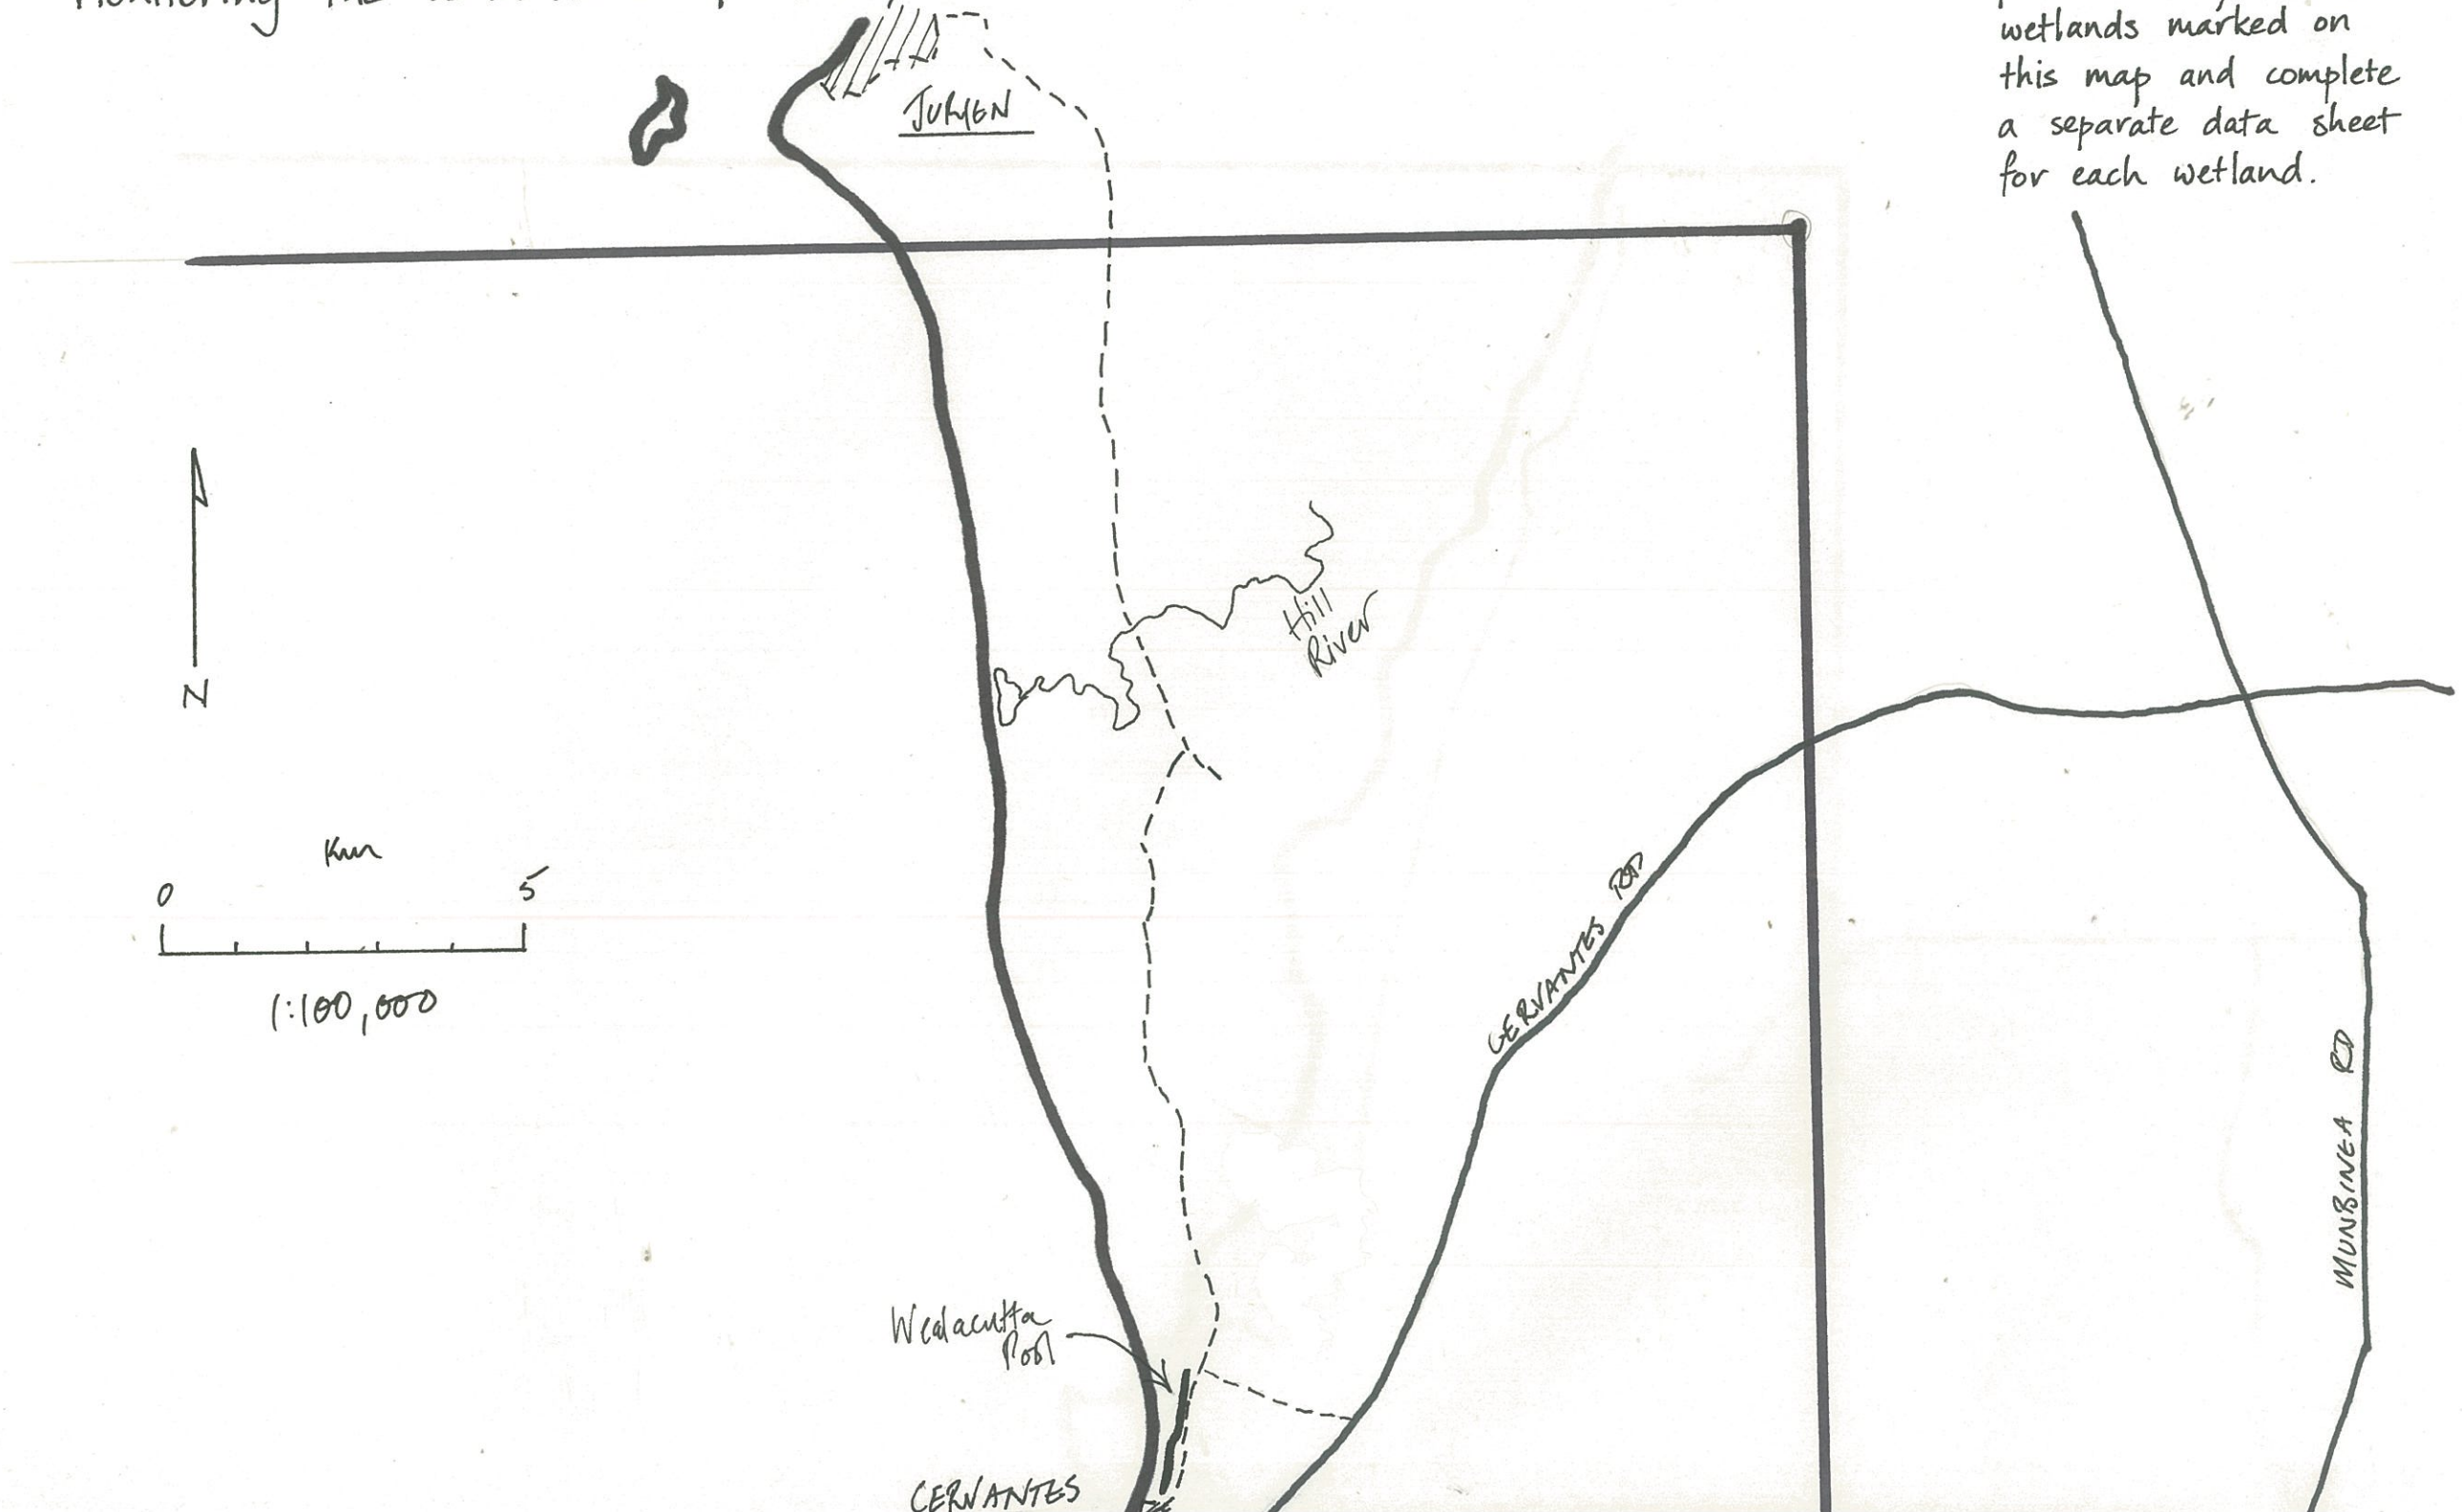 wetlands marked on
this map and complete
a separate data sheet
for each wetland.
JURIEN
Hill
River
N
Km
0 5
1:100,000
CERVANTES RD
MUNBINEA RD
Wealacutta
Pool
CERVANTES